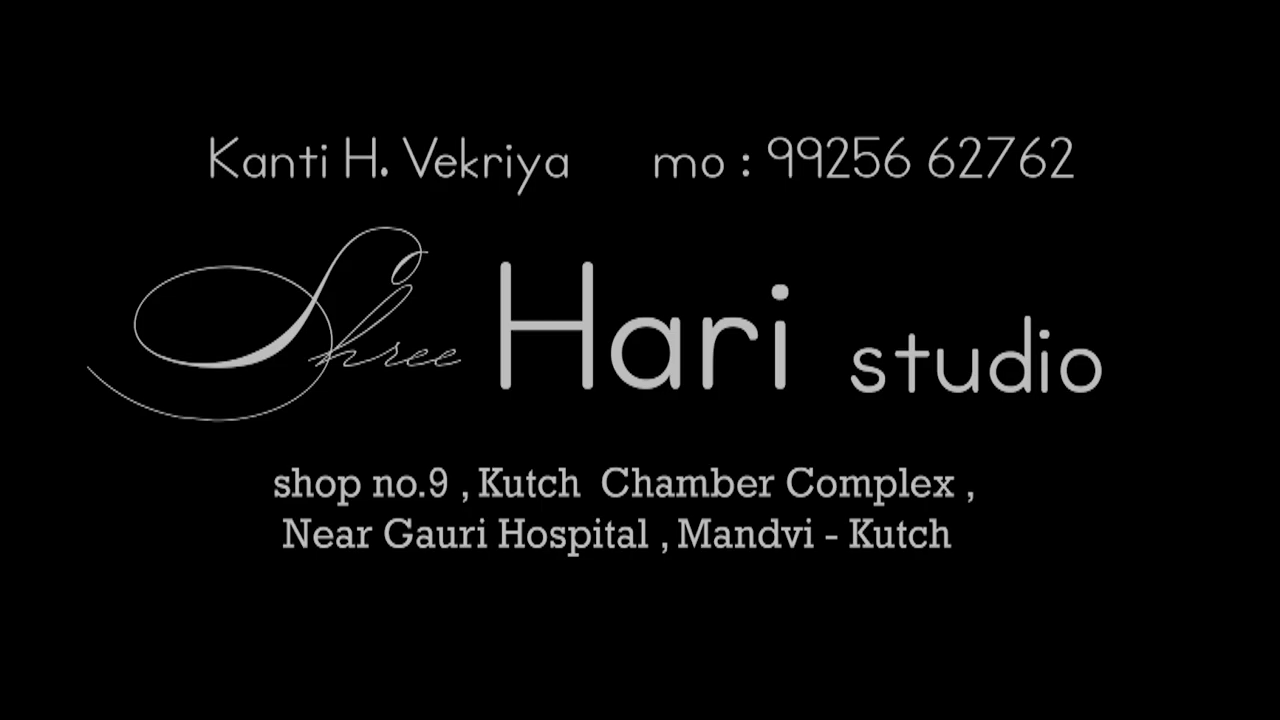 Kanti H. Vekriya mo : 99256 62762
Shree Hari studio
shop no.9 , Kutch Chamber Complex ,
Near Gauri Hospital , Mandvi - Kutch